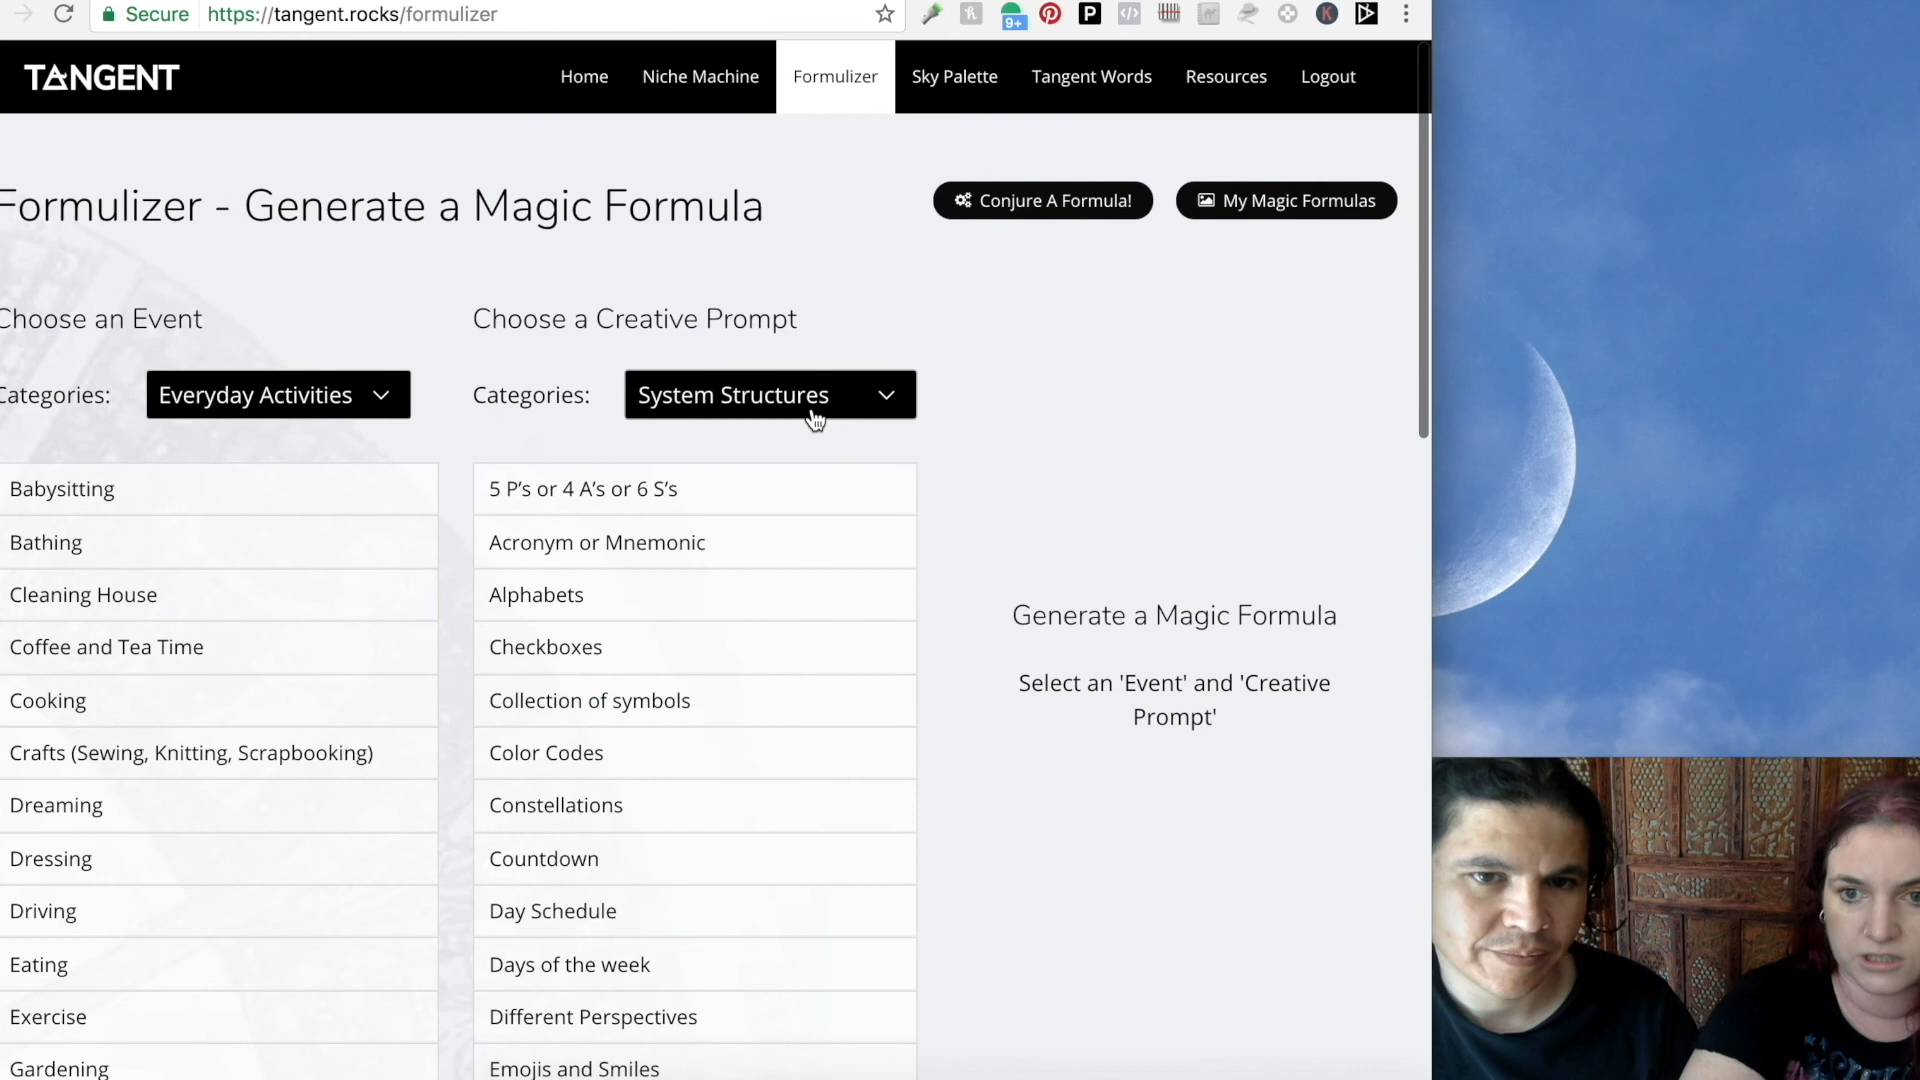 Secure https://tangent.rocks/formulizer
9+
TANGENT
Home Niche Machine Formulizer Sky Palette Tangent Words Resources Logout
Formulizer - Generate a Magic Formula
Conjure A Formula!
My Magic Formulas
Choose an Event
Choose a Creative Prompt
Categories: Everyday Activities
Categories: System Structures
Babysitting
Bathing
Cleaning House
Coffee and Tea Time
Cooking
Crafts (Sewing, Knitting, Scrapbooking)
Dreaming
Dressing
Driving
Eating
Exercise
Gardening
5 P’s or 4 A’s or 6 S’s
Acronym or Mnemonic
Alphabets
Checkboxes
Collection of symbols
Color Codes
Constellations
Countdown
Day Schedule
Days of the week
Different Perspectives
Emojis and Smiles
Generate a Magic Formula
Select an 'Event' and 'Creative
Prompt'